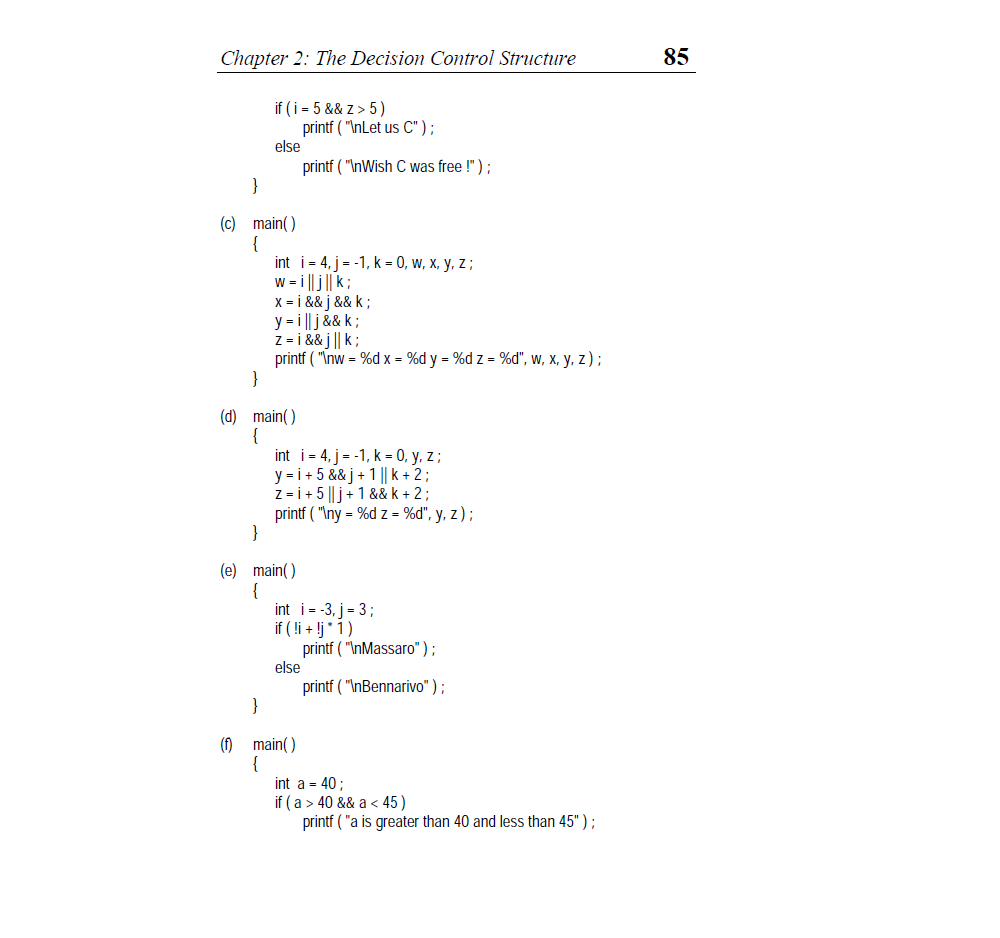 Chapter 2: The Decision Control Structure 85
if ( i = 5 && z > 5 )
printf ( "\nLet us C" ) ;
else
printf ( "\nWish C was free !" ) ;
}
(c) main( )
{
int i = 4, j = -1, k = 0, w, x, y, z ;
w = i || j || k ;
x = i && j && k ;
y = i || j && k ;
z = i && j || k ;
printf ( "\nw = %d x = %d y = %d z = %d", w, x, y, z ) ;
}
(d) main( )
{
int i = 4, j = -1, k = 0, y, z ;
y = i + 5 && j + 1 || k + 2 ;
z = i + 5 || j + 1 && k + 2 ;
printf ( "\ny = %d z = %d", y, z ) ;
}
(e) main( )
{
int i = -3, j = 3 ;
if ( !i + !j * 1 )
printf ( "\nMassaro" ) ;
else
printf ( "\nBennarivo" ) ;
}
(f) main( )
{
int a = 40 ;
if ( a > 40 && a < 45 )
printf ( "a is greater than 40 and less than 45" ) ;